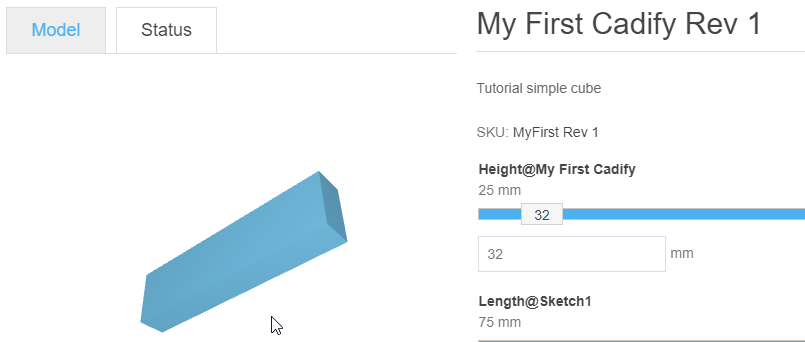 Model
Status
My First Cadify Rev 1
Tutorial simple cube
SKU: MyFirst Rev 1
Height@My First Cadify
25 mm
32
32 mm
Length@Sketch1
75 mm